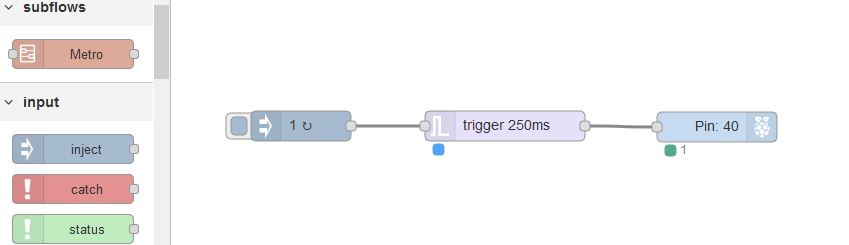 subflows
Metro
input
1 ↻
trigger 250ms
Pin: 40
inject
1
catch
status